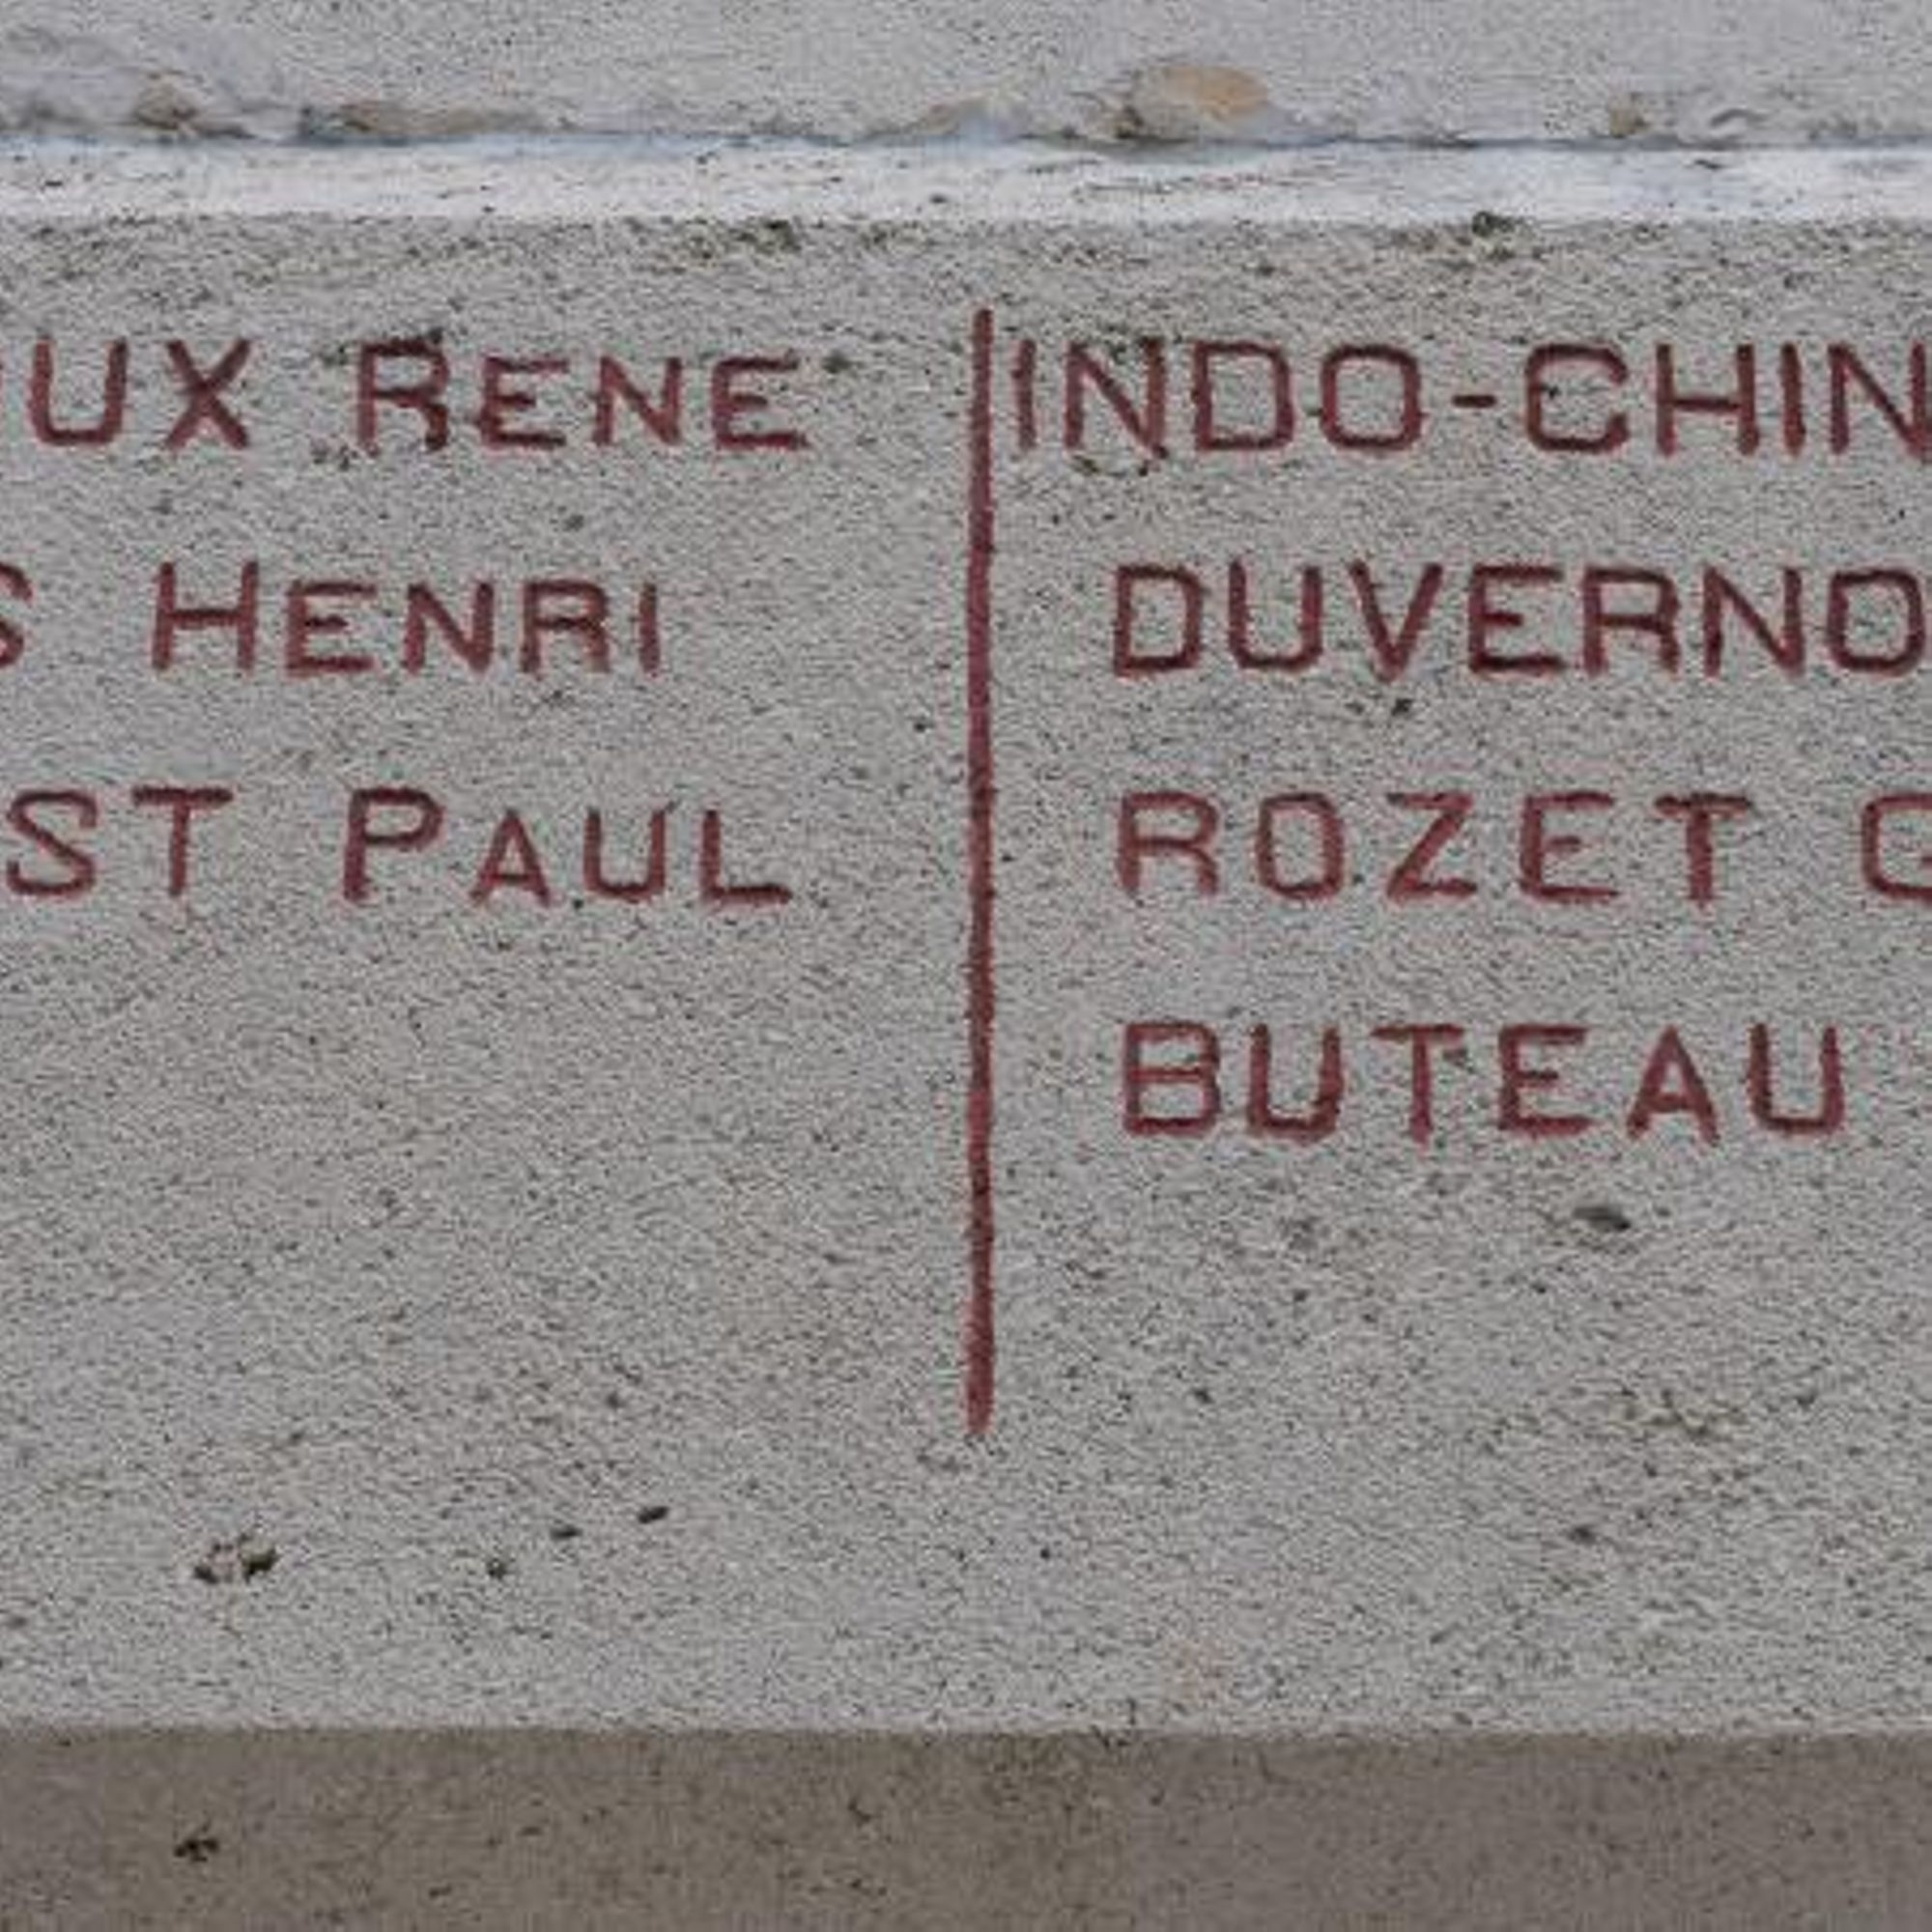 UX RENE
S HENRI
ST PAUL
INDO-CHIN
DUVERNO
ROZET G
BUTEAU